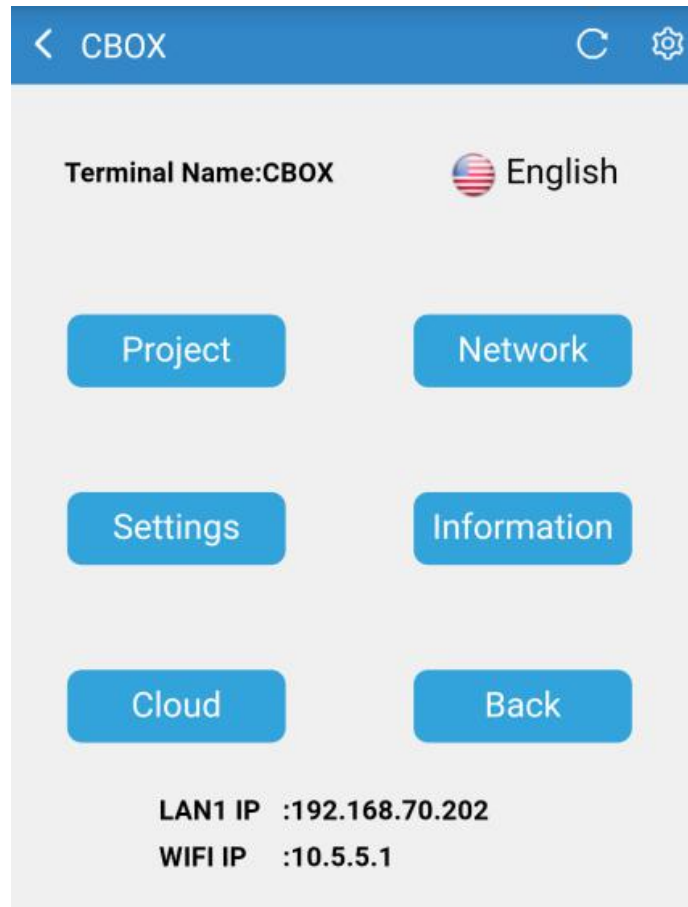 CBOX
Terminal Name:CBOX English
Project Network
Settings Information
Cloud Back
LAN1 IP :192.168.70.202
WIFI IP :10.5.5.1